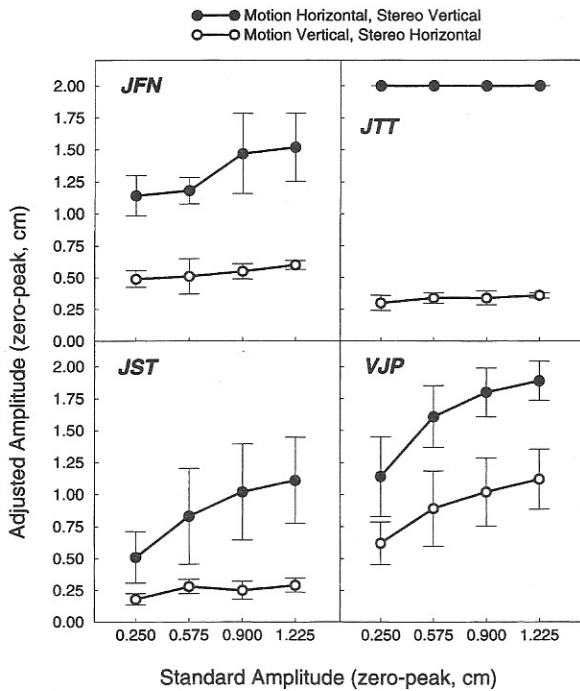 Motion Horizontal, Stereo Vertical
Motion Vertical, Stereo Horizontal
JFN
JTT
2.00
1.75
1.50
1.25
1.00
0.75
0.50
0.25
0.00
JST
VJP
2.00
1.75
1.50
1.25
1.00
0.75
0.50
0.25
0.00
Adjusted Amplitude (zero-peak, cm)
0.250 0.575 0.900 1.225 0.250 0.575 0.900 1.225
Standard Amplitude (zero-peak, cm)